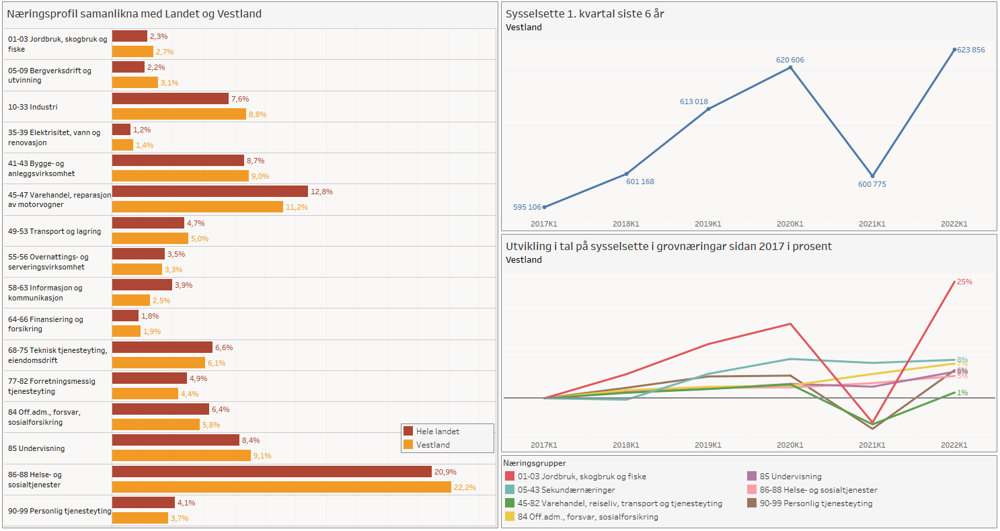 Næringsprofil samanlikna med Landet og Vestland
01-03 Jordbruk, skogbruk og
fiske
2,3%
2,7%
05-09 Bergverksdrift og
utvinning
2,2%
3,1%
10-33 Industri
7,6%
8,8%
35-39 Elektrisitet, vann og
renovasjon
1,2%
1,4%
41-43 Bygge- og
anleggsvirksomhet
8,7%
9,0%
45-47 Varehandel, reparasjon
av motorvogner
12,8%
11,2%
49-53 Transport og lagring
4,7%
5,0%
55-56 Overnattings- og
serveringsvirksomhet
3,5%
3,3%
58-63 Informasjon og
kommunikasjon
3,9%
2,5%
64-66 Finansiering og
forsikring
1,8%
1,9%
68-75 Teknisk tjenesteyting,
eiendomsdrift
6,6%
6,1%
77-82 Forretningsmessig
tjenesteyting
4,9%
4,4%
84 Off.adm., forsvar,
sosialforsikring
6,4%
5,8%
85 Undervisning
8,4%
9,1%
86-88 Helse- og
sosialtjenester
20,9%
22,2%
90-99 Personlig tjenesteyting
4,1%
3,7%
Hele landet
Vestland
Sysselsette 1. kvartal siste 6 år
Vestland
595 106
601 168
613 018
620 606
600 775
623 856
2017K1 2018K1 2019K1 2020K1 2021K1 2022K1
Utvikling i tal på sysselsette i grovnæringar sidan 2017 i prosent
Vestland
25%
8%
7%
6%
6%
5%
1%
2017K1 2018K1 2019K1 2020K1 2021K1 2022K1
Næringsgrupper
01-03 Jordbruk, skogbruk og fiske
05-43 Sekundærnæringer
45-82 Varehandel, reiseliv, transport og tjenesteyting
84 Off.adm., forsvar, sosialforsikring
85 Undervisning
86-88 Helse- og sosialtjenester
90-99 Personlig tjenesteyting